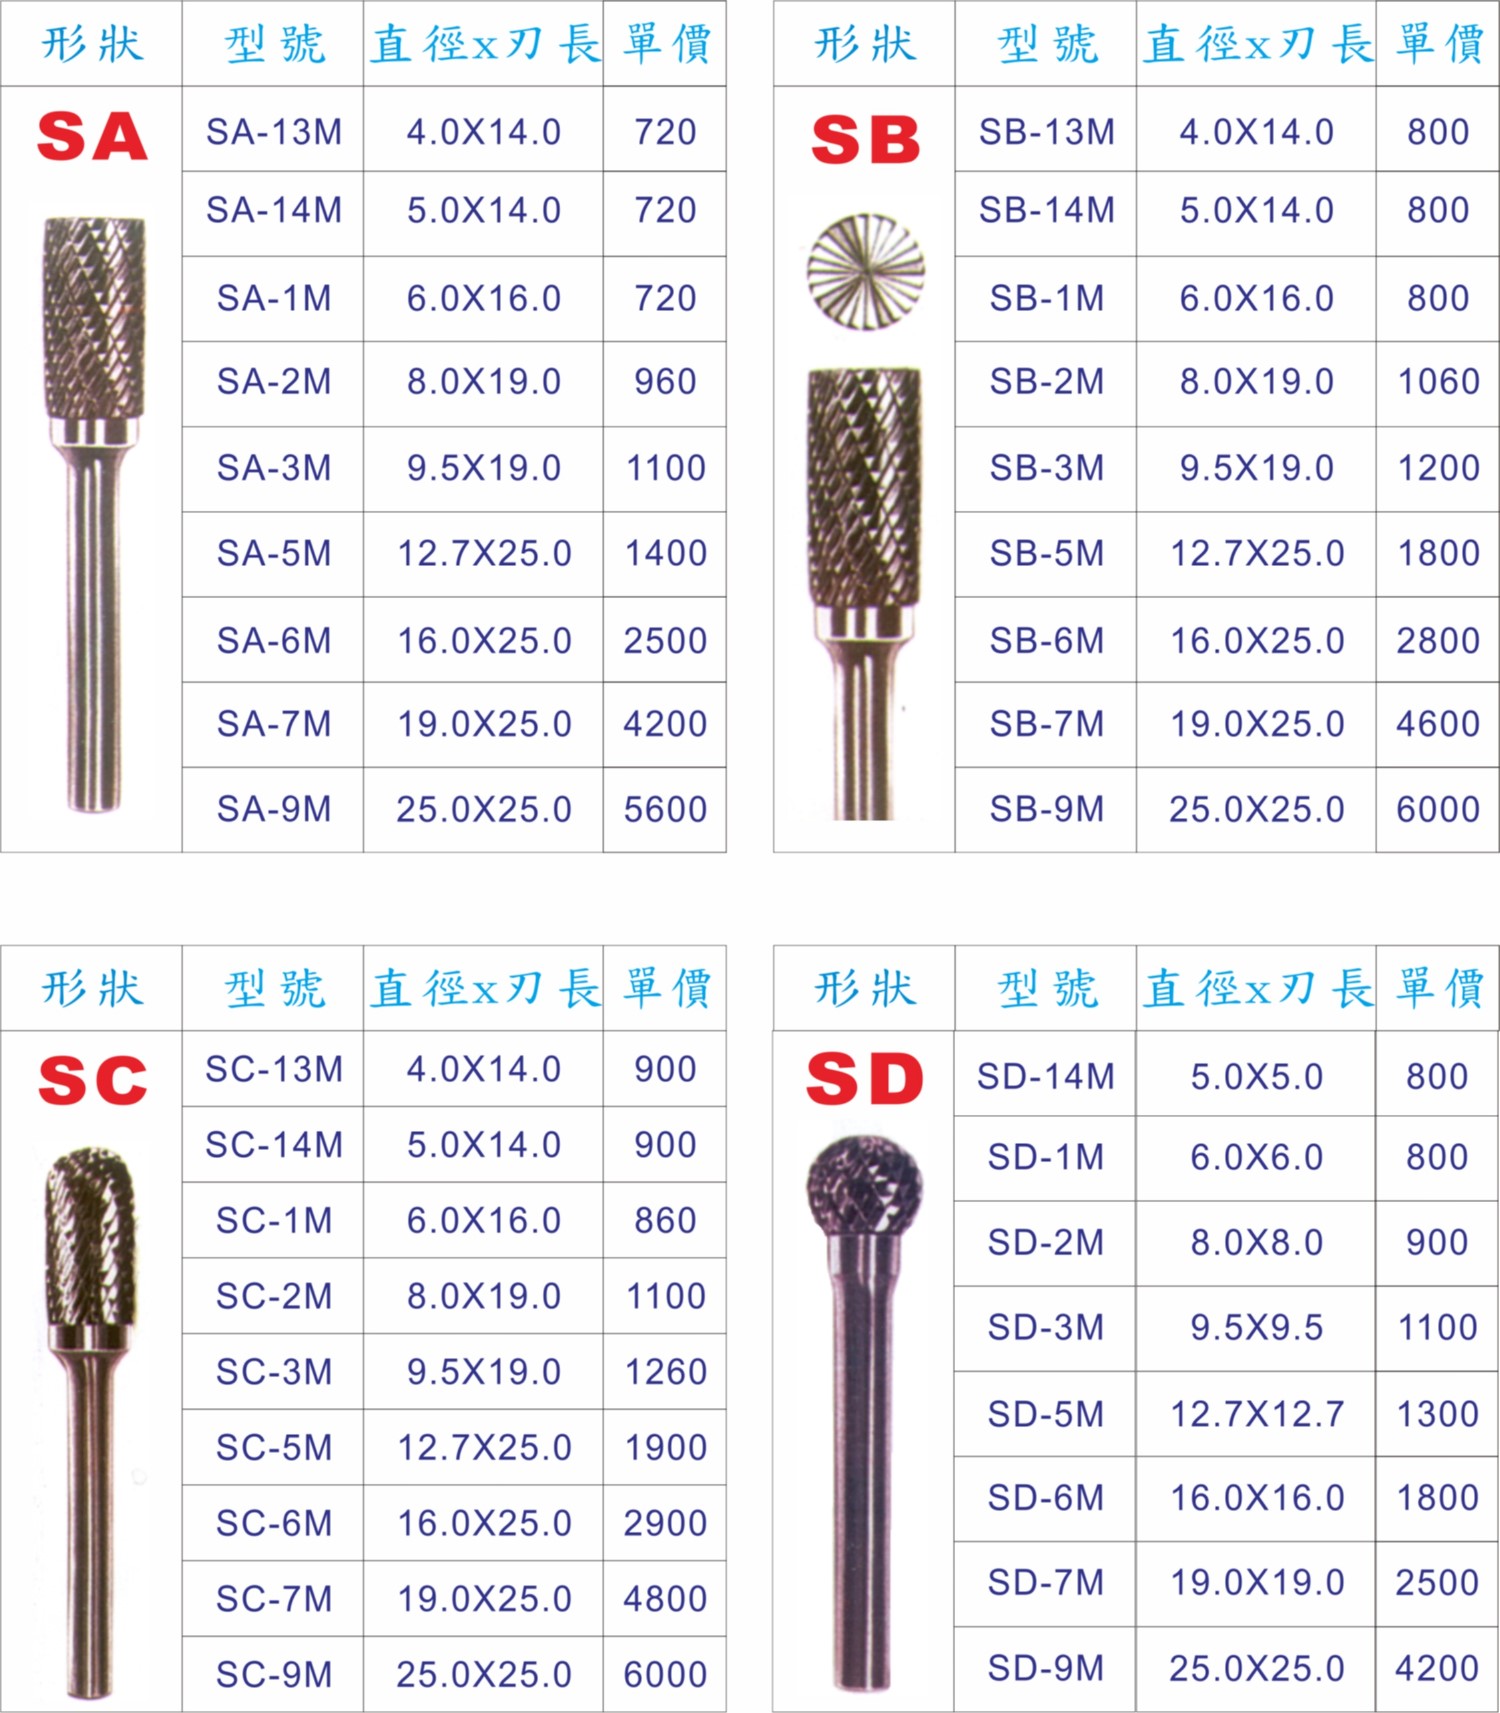 形狀 型號 直徑x刃長 單價
SA
SA-13M 4.0X14.0 720
SA-14M 5.0X14.0 720
SA-1M 6.0X16.0 720
SA-2M 8.0X19.0 960
SA-3M 9.5X19.0 1100
SA-5M 12.7X25.0 1400
SA-6M 16.0X25.0 2500
SA-7M 19.0X25.0 4200
SA-9M 25.0X25.0 5600
形狀 型號 直徑x刃長 單價
SB
SB-13M 4.0X14.0 800
SB-14M 5.0X14.0 800
SB-1M 6.0X16.0 800
SB-2M 8.0X19.0 1060
SB-3M 9.5X19.0 1200
SB-5M 12.7X25.0 1800
SB-6M 16.0X25.0 2800
SB-7M 19.0X25.0 4600
SB-9M 25.0X25.0 6000
形狀 型號 直徑x刃長 單價
SC
SC-13M 4.0X14.0 900
SC-14M 5.0X14.0 900
SC-1M 6.0X16.0 860
SC-2M 8.0X19.0 1100
SC-3M 9.5X19.0 1260
SC-5M 12.7X25.0 1900
SC-6M 16.0X25.0 2900
SC-7M 19.0X25.0 4800
SC-9M 25.0X25.0 6000
形狀 型號 直徑x刃長 單價
SD
SD-14M 5.0X5.0 800
SD-1M 6.0X6.0 800
SD-2M 8.0X8.0 900
SD-3M 9.5X9.5 1100
SD-5M 12.7X12.7 1300
SD-6M 16.0X16.0 1800
SD-7M 19.0X19.0 2500
SD-9M 25.0X25.0 4200